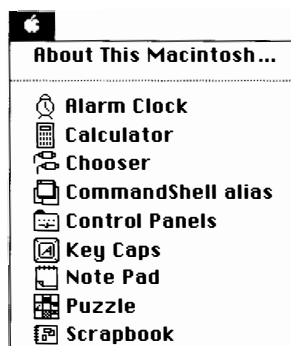 About This Macintosh...
Alarm Clock
Calculator
Chooser
CommandShell alias
Control Panels
Key Caps
Note Pad
Puzzle
Scrapbook